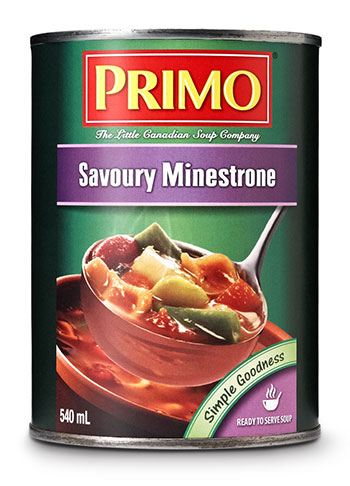 PRIMO®
The Little Canadian Soup Company
Savoury Minestrone
Simple Goodness
540 mL
READY TO SERVE SOUP